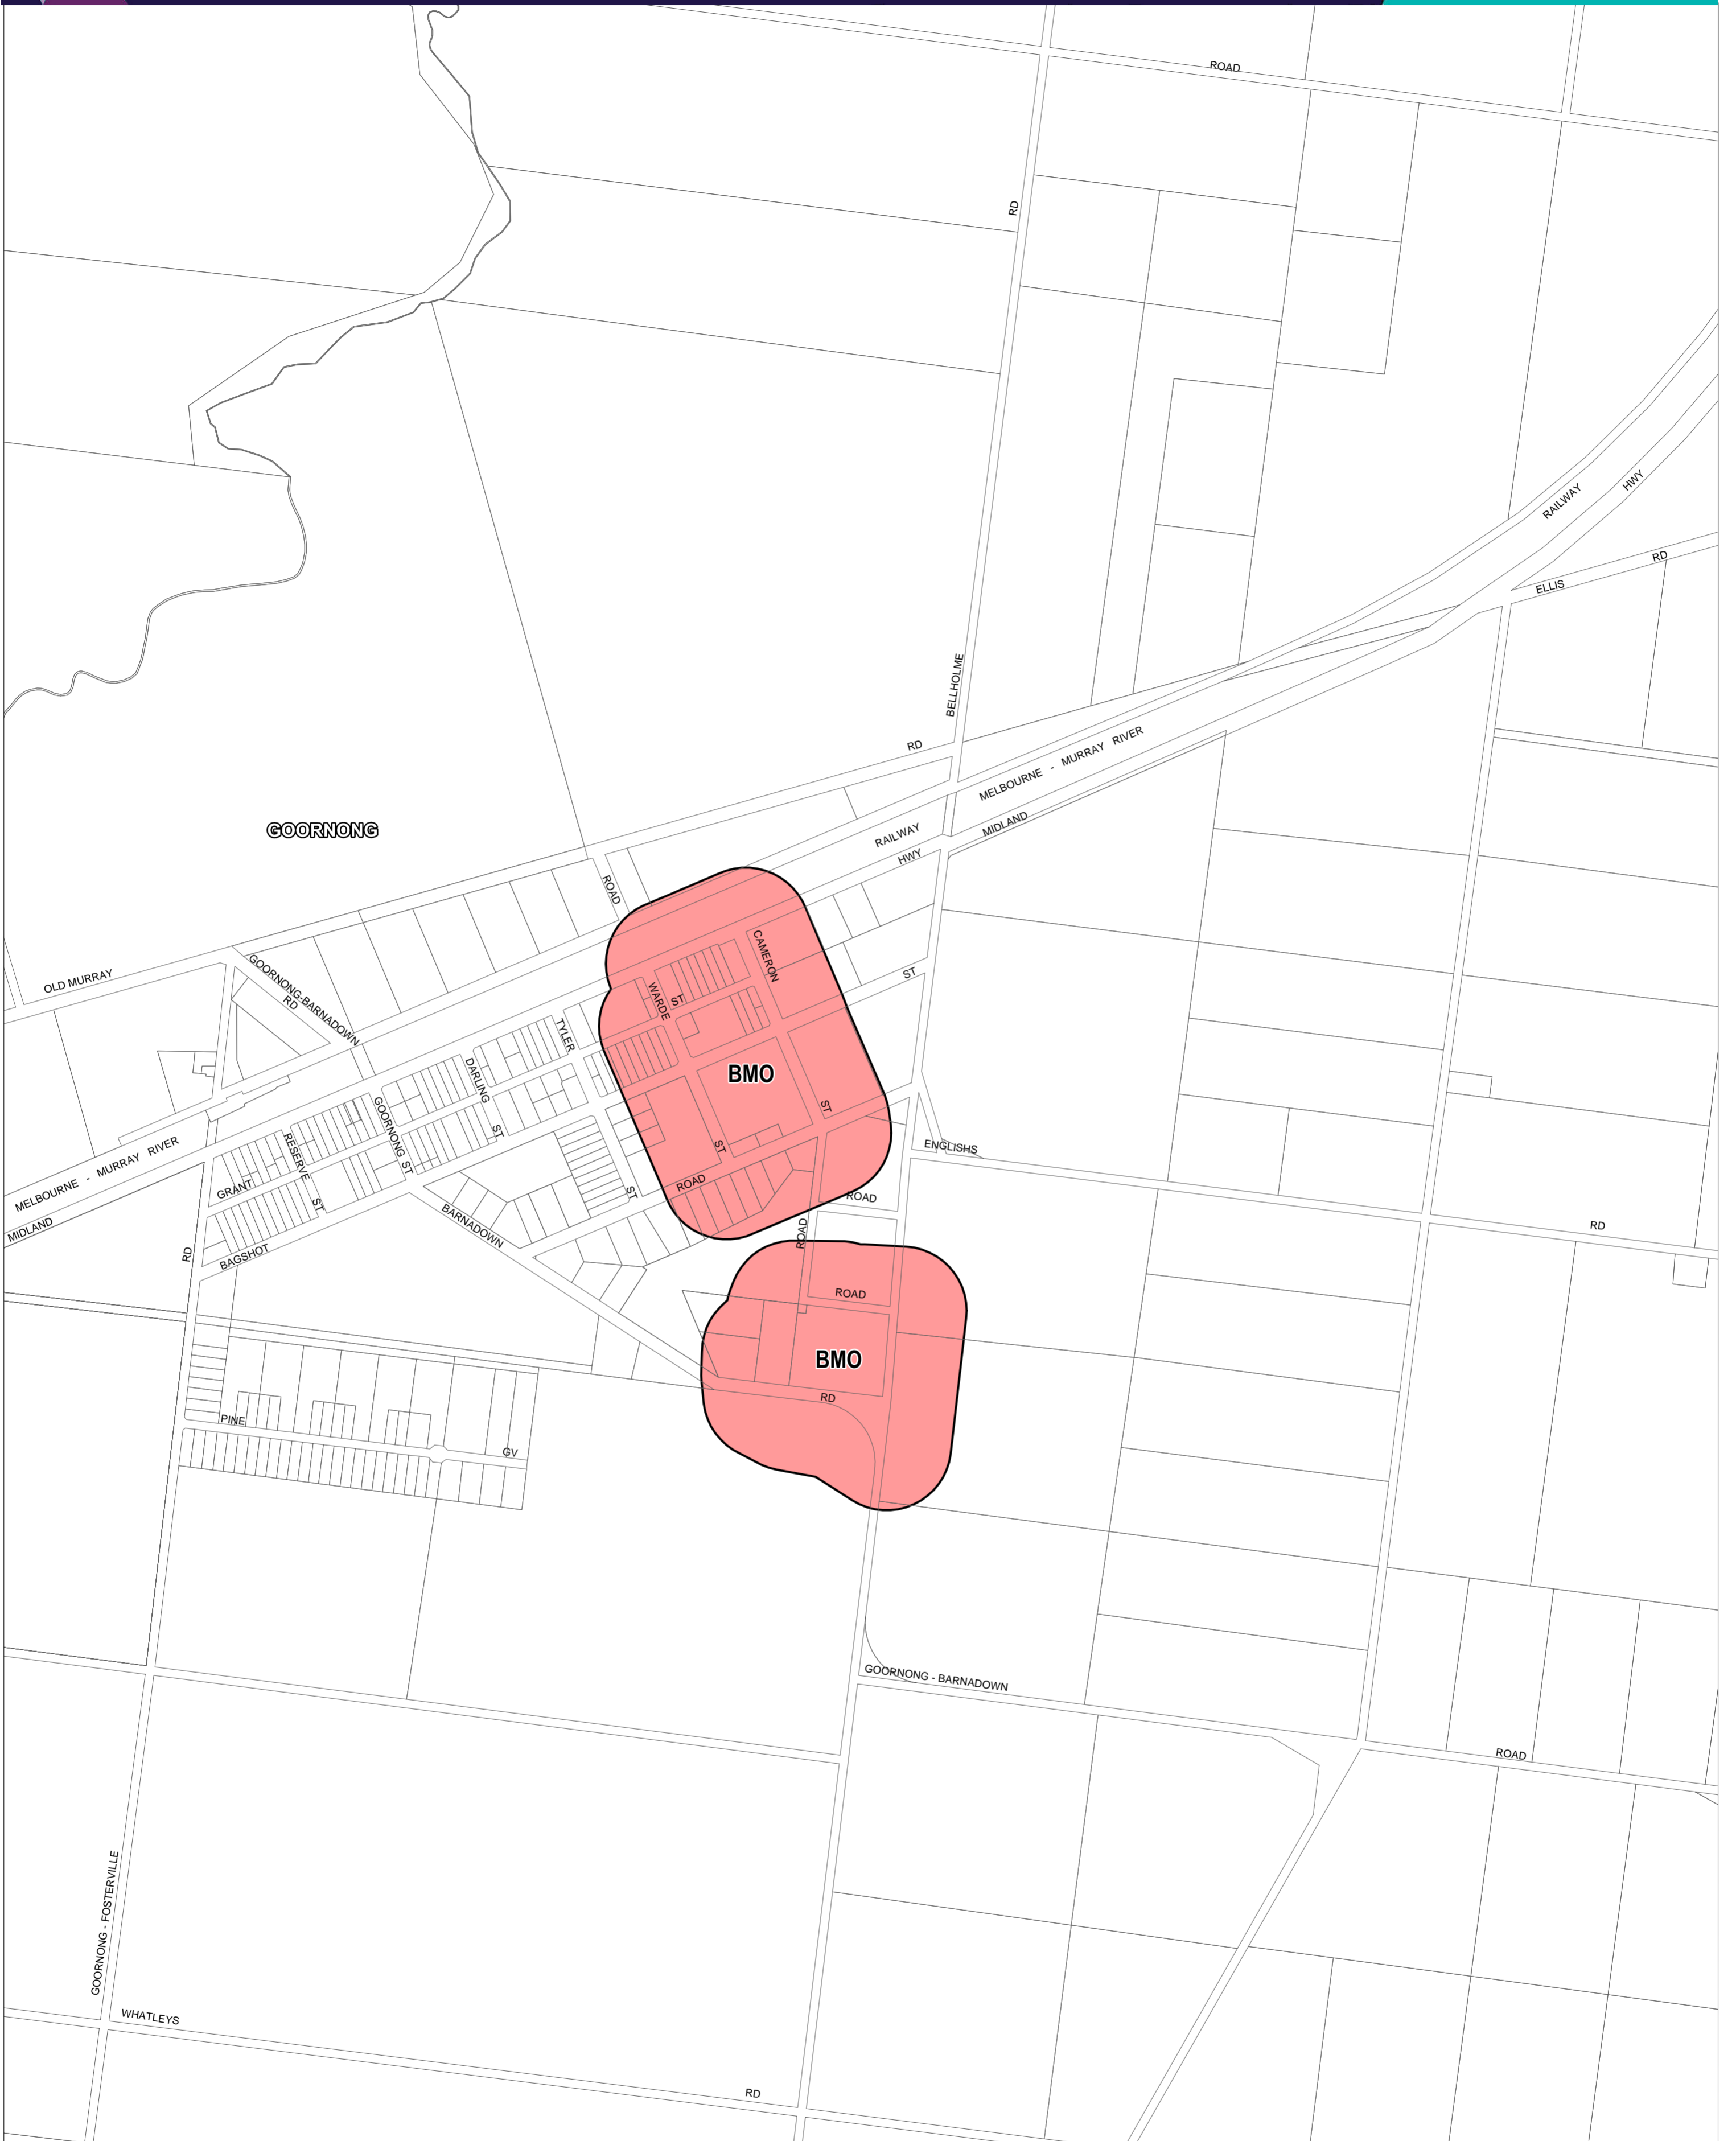 ROAD
RD
RAILWAY
HWY
RD
ELLIS
BELLHOLME
RD
MELBOURNE - MURRAY RIVER
MIDLAND
RAILWAY
HWY
GOORNONG
ROAD
CAMERON
OLD MURRAY
GOORNONG-BARNADOWN
RD
ST
WARDE
ST
TYLER
DARLING
BMO
GOORNONG ST
ST
ST
RESERVE
ST
ST
MELBOURNE - MURRAY RIVER
MIDLAND
GRANT
ENGLISHS
ROAD
ST
ROAD
BARNADOWN
ROAD
RD
BAGSHOT
RD
ROAD
BMO
RD
PINE
GV
GOORNONG - BARNADOWN
ROAD
GOORNONG - FOSTERVILLE
WHATLEYS
RD